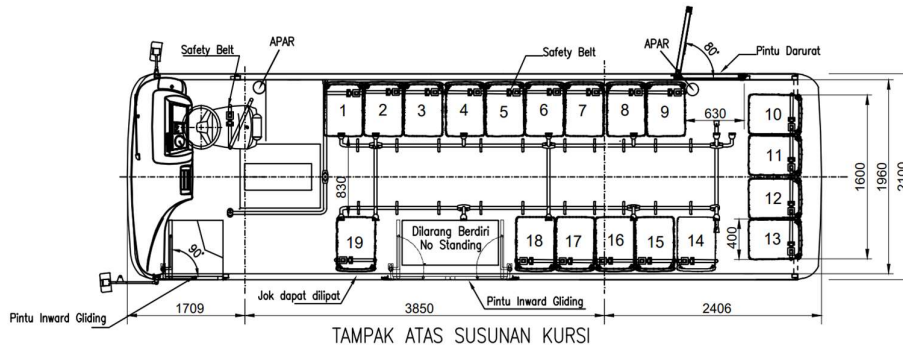 APAR
Safety Belt
Safety Belt
APAR
80°
Pintu Darurat
1
2
3
4
5
6
7
8
9
630
10
11
12
13
830
1600
1960
2100
400
19
Dilarang Berdiri
No Standing
18
17
16
15
14
90°
Jok dapat dilipat
Pintu Inward Gliding
Pintu Inward Gliding
1709
3850
2406
TAMPAK ATAS SUSUNAN KURSI